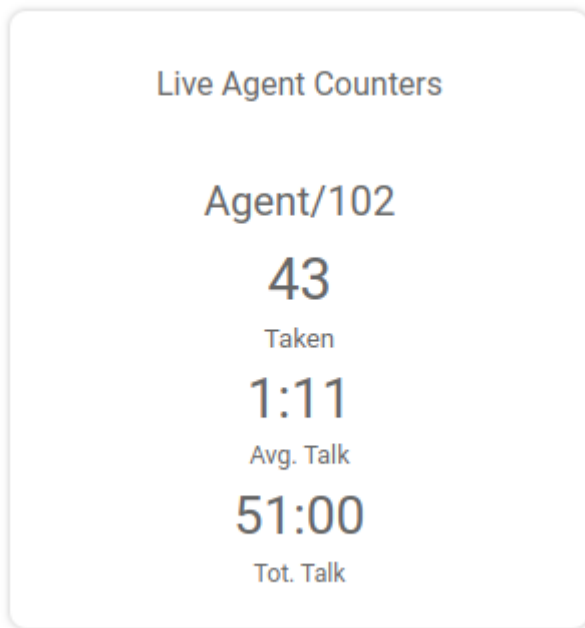 Live Agent Counters
Agent/102
43
Taken
1:11
Avg. Talk
51:00
Tot. Talk